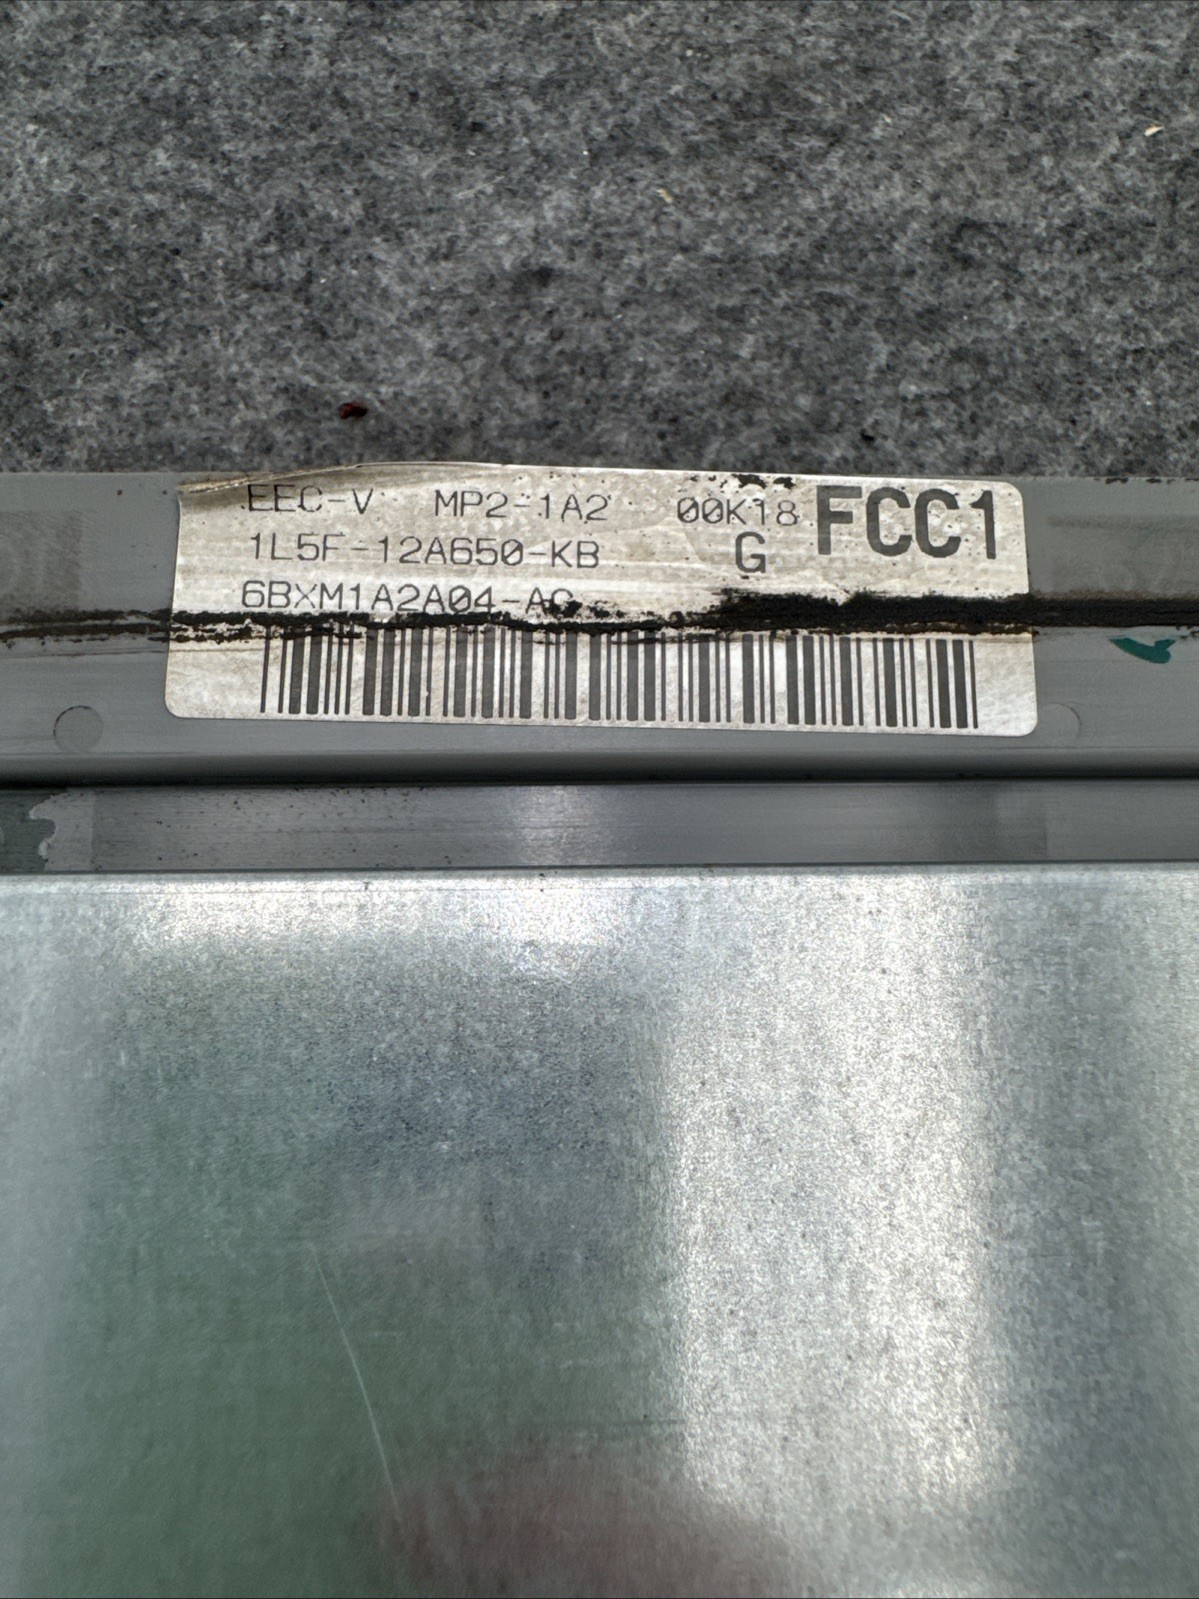 EEC-V MP2-1A2 00K18 FCC1
1L5F-12A650-KB G
6BXM1A2A04-AC